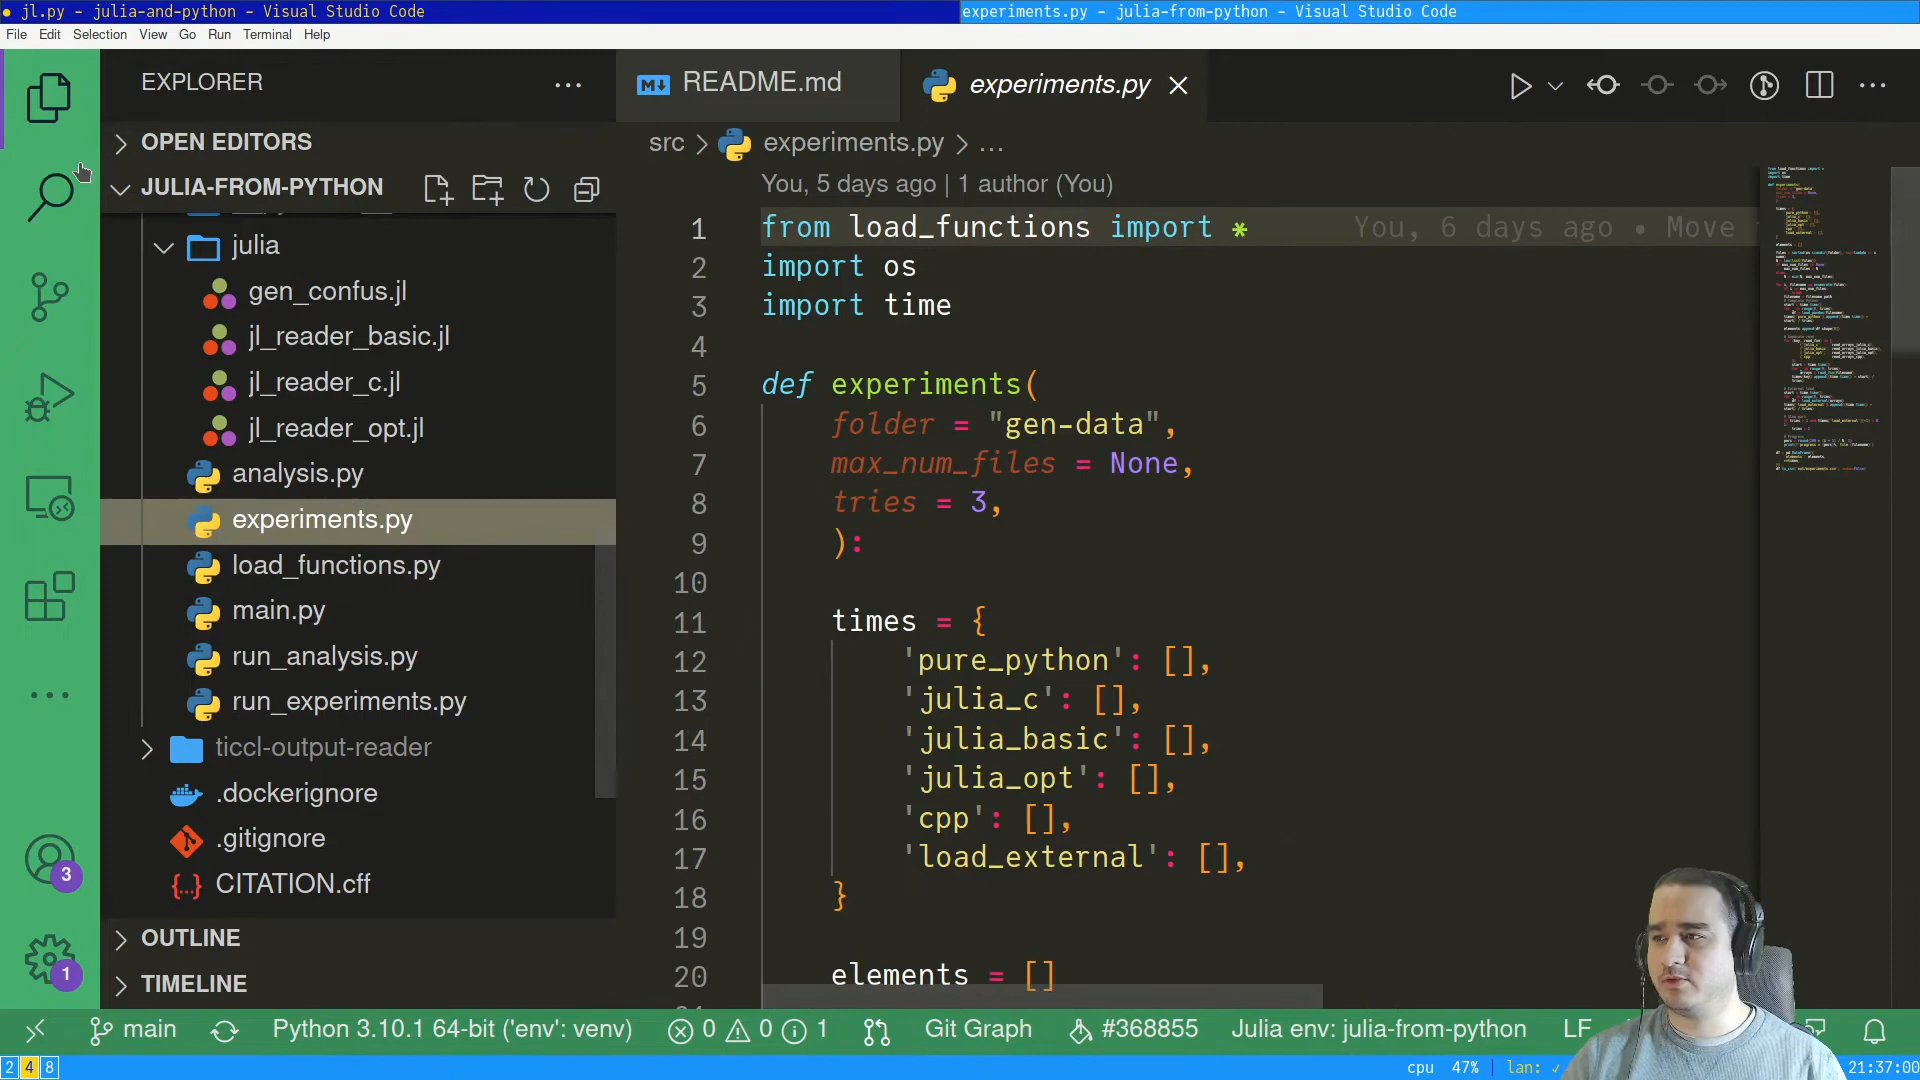 jl.py - julia-and-python - Visual Studio Code
experiments.py - julia-from-python - Visual Studio Code
File Edit Selection View Go Run Terminal Help
EXPLORER
OPEN EDITORS
JULIA-FROM-PYTHON
julia
gen_confus.jl
jl_reader_basic.jl
jl_reader_c.jl
jl_reader_opt.jl
analysis.py
experiments.py
load_functions.py
main.py
run_analysis.py
run_experiments.py
ticcl-output-reader
.dockerignore
.gitignore
CITATION.cff
OUTLINE
TIMELINE
3
1
README.md
experiments.py
src > experiments.py > ...
You, 5 days ago | 1 author (You)
1 from load_functions import * You, 6 days ago • Move
2 import os
3 import time
4
5 def experiments(
6 folder = "gen-data",
7 max_num_files = None,
8 tries = 3,
9 ):
10
11 times = {
12 'pure_python': [],
13 'julia_c': [],
14 'julia_basic': [],
15 'julia_opt': [],
16 'cpp': [],
17 'load_external': [],
18 }
19
20 elements = []
main Python 3.10.1 64-bit ('env': venv) 0 0 1 Git Graph #368855 Julia env: julia-from-python LF
2 4 8 cpu 47% lan: ✓ 21:37:00